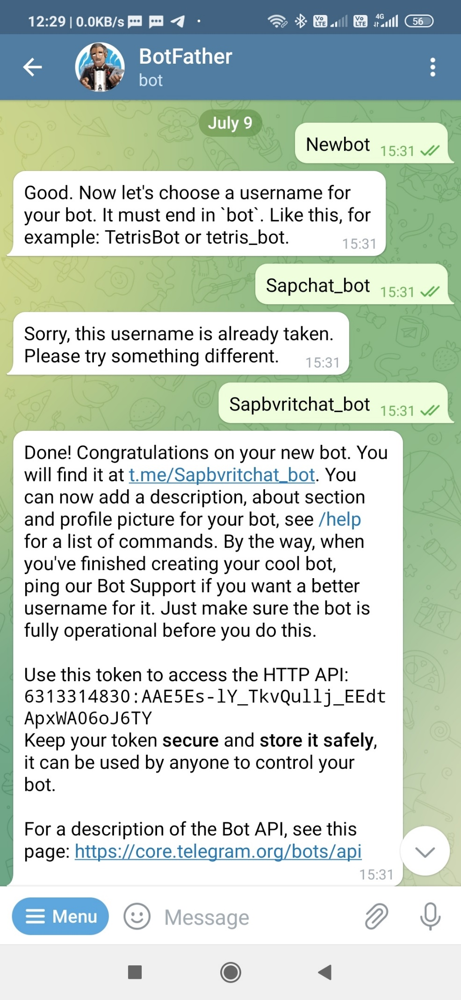 12:29 | 0.0KB/s
Vo LTE
Vo LTE
4G
56
BotFather
bot
July 9
Newbot 15:31
Good. Now let's choose a username for
your bot. It must end in `bot`. Like this, for
example: TetrisBot or tetris_bot.
15:31
Sapchat_bot 15:31
Sorry, this username is already taken.
Please try something different.
15:31
Sapbvritchat_bot 15:31
Done! Congratulations on your new bot. You
will find it at t.me/Sapbvritchat_bot. You
can now add a description, about section
and profile picture for your bot, see /help
for a list of commands. By the way, when
you've finished creating your cool bot,
ping our Bot Support if you want a better
username for it. Just make sure the bot is
fully operational before you do this.
Use this token to access the HTTP API:
6313314830:AAE5Es-lY_TkvQullj_EEdt
ApxWAO6oJ6TY
Keep your token secure and store it safely,
it can be used by anyone to control your
bot.
For a description of the Bot API, see this
page: https://core.telegram.org/bots/api
15:31
Menu
Message